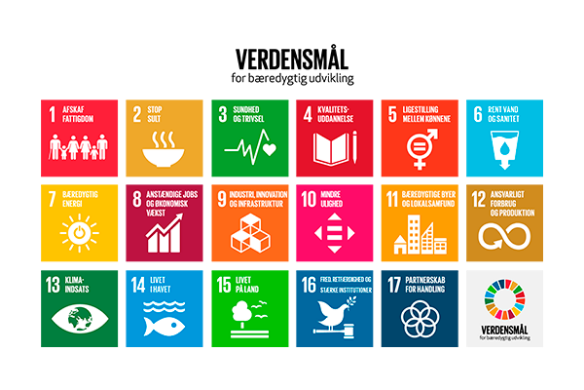 VERDENSMÅL
for bæredygtig udvikling
1 AFSKAF
FATTIGDOM
2 STOP
SULT
3 SUNDHED
OG TRIVSEL
4 KVALITETS-
UDDANNELSE
5 LIGESTILLING
MELLEM KØNNENE
6 RENT VAND
OG SANITET
7 BÆREDYGTIG
ENERGI
8 ANSTÆNDIGE JOBS
OG ØKONOMISK
VÆKST
9 INDUSTRI, INNOVATION
OG INFRASTRUKTUR
10 MINDRE
ULIGHED
11 BÆREDYGTIGE BYER
OG LOKALSAMFUND
12 ANSVARLIGT
FORBRUG
OG PRODUKTION
13 KLIMA-
INDSATS
14 LIVET
I HAVET
15 LIVET
PÅ LAND
16 FRED, RETFÆRDIGHED OG
STÆRKE INSTITUTIONER
17 PARTNERSKAB
FOR HANDLING
VERDENSMÅL
for bæredygtig udvikling